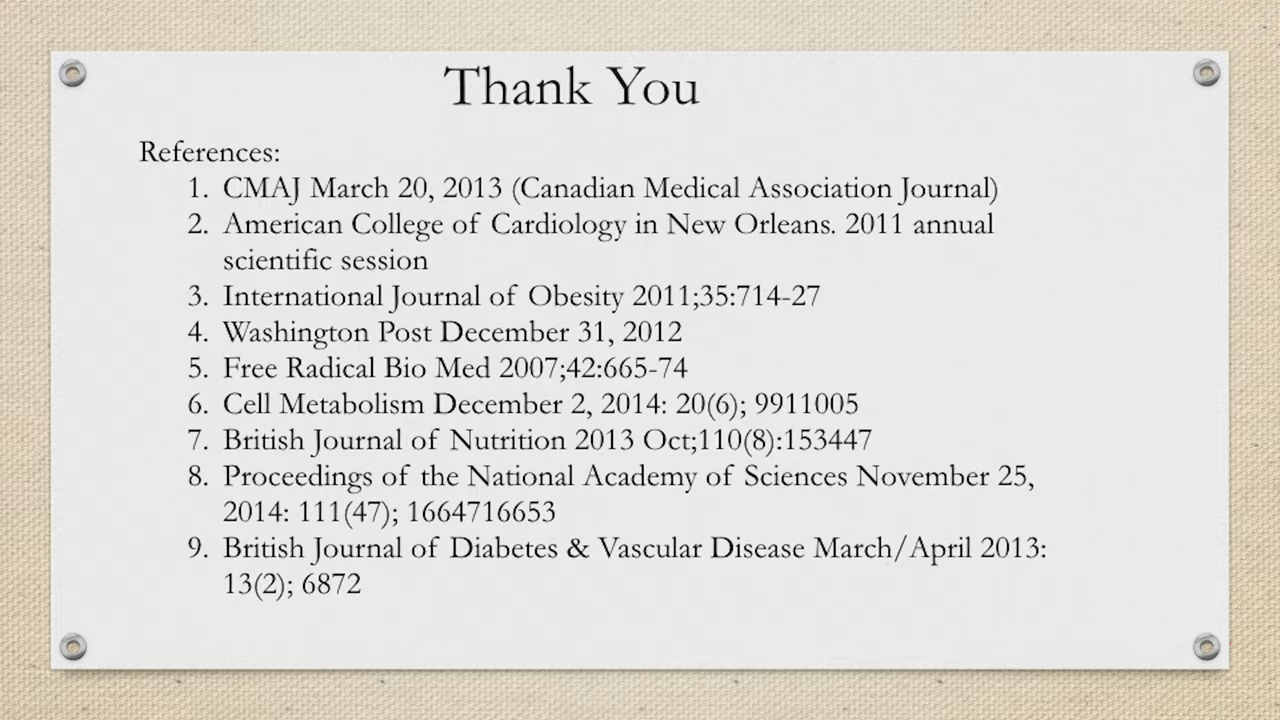 Thank You
References:
1. CMAJ March 20, 2013 (Canadian Medical Association Journal)
2. American College of Cardiology in New Orleans. 2011 annual
scientific session
3. International Journal of Obesity 2011;35:714-27
4. Washington Post December 31, 2012
5. Free Radical Bio Med 2007;42:665-74
6. Cell Metabolism December 2, 2014: 20(6); 9911005
7. British Journal of Nutrition 2013 Oct;110(8):153447
8. Proceedings of the National Academy of Sciences November 25,
2014: 111(47); 1664716653
9. British Journal of Diabetes & Vascular Disease March/April 2013:
13(2); 6872